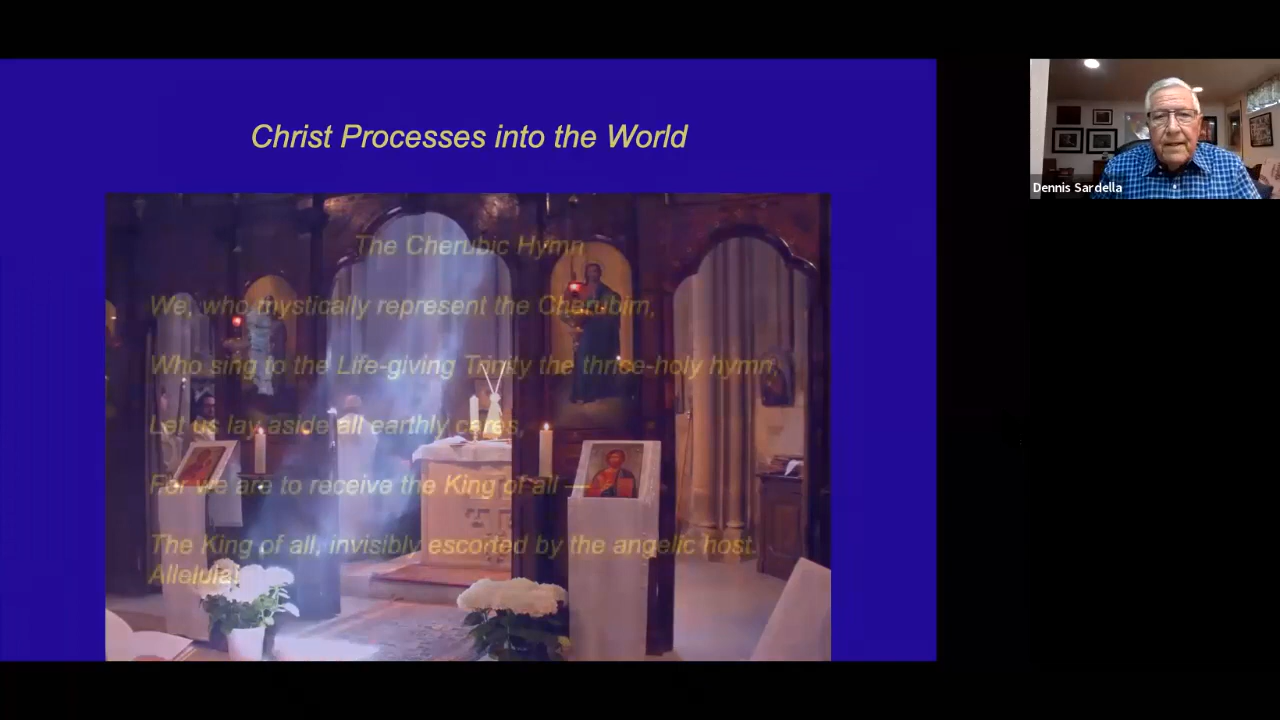 Christ Processes into the World
The Cherubic Hymn
We, who mystically represent the Cherubim,
Who sing to the Life-giving Trinity the thrice-holy hymn,
Let us lay aside all earthly cares,
For we are to receive the King of all —
The King of all, invisibly escorted by the angelic host.
Alleluia!
Dennis Sardella